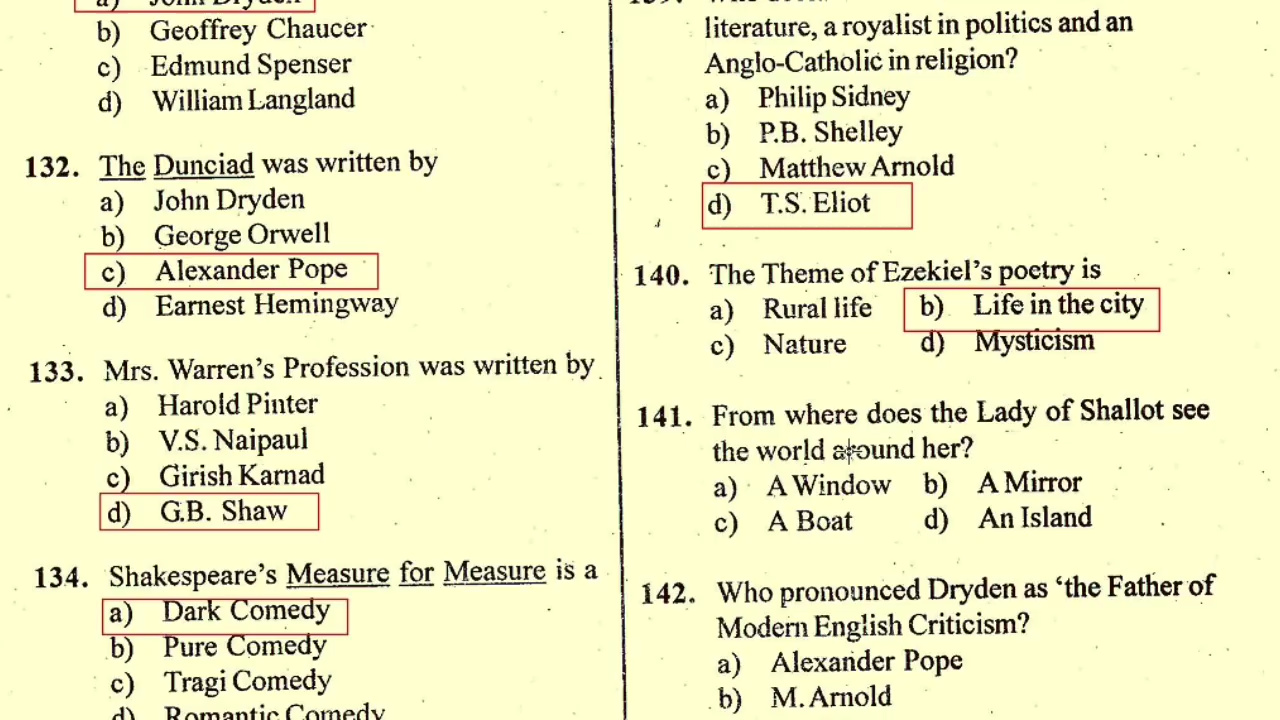 a) John Dryden
b) Geoffrey Chaucer
c) Edmund Spenser
d) William Langland
132. The Dunciad was written by
a) John Dryden
b) George Orwell
c) Alexander Pope
d) Earnest Hemingway
133. Mrs. Warren's Profession was written by
a) Harold Pinter
b) V.S. Naipaul
c) Girish Karnad
d) G.B. Shaw
134. Shakespeare's Measure for Measure is a
a) Dark Comedy
b) Pure Comedy
c) Tragi Comedy
d) Romantic Comedy
139.
literature, a royalist in politics and an
Anglo-Catholic in religion?
a) Philip Sidney
b) P.B. Shelley
c) Matthew Arnold
d) T.S. Eliot
140. The Theme of Ezekiel's poetry is
a) Rural life b) Life in the city
c) Nature d) Mysticism
141. From where does the Lady of Shallot see
the world around her?
a) A Window b) A Mirror
c) A Boat d) An Island
142. Who pronounced Dryden as 'the Father of
Modern English Criticism?
a) Alexander Pope
b) M. Arnold